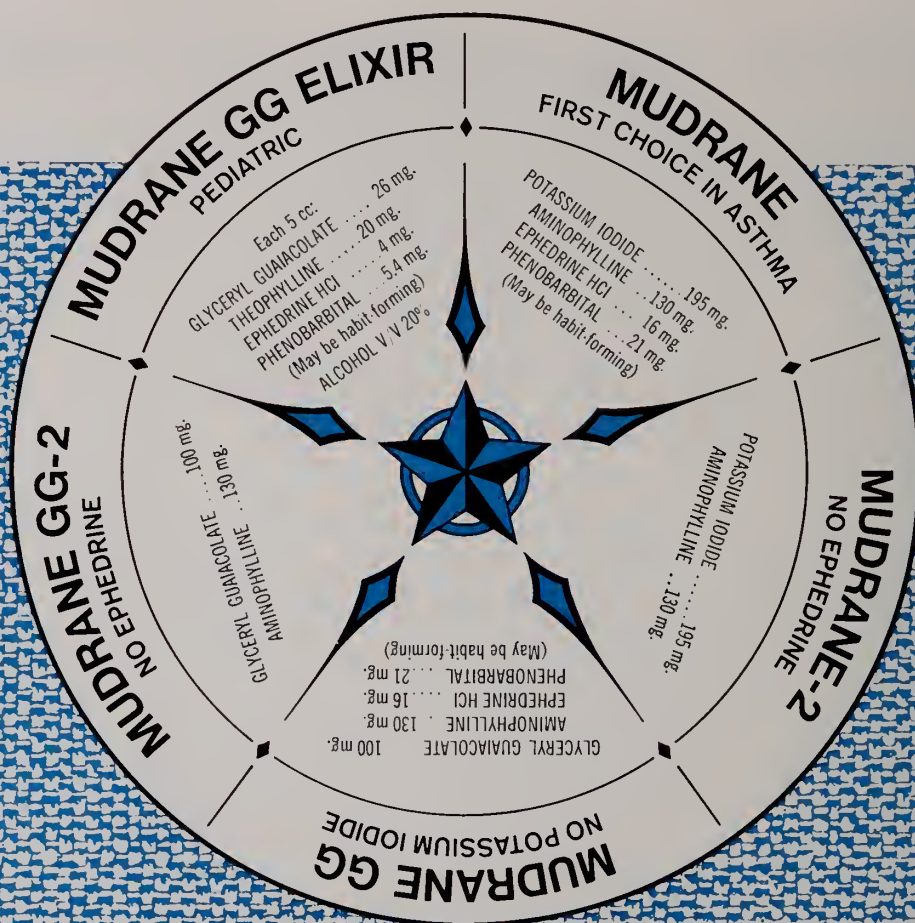 MUDRANE
FIRST CHOICE IN ASTHMA
POTASSIUM IODIDE ...... 195 mg.
AMINOPHYLLINE .. 130 mg.
EPHEDRINE HCl .... 16 mg.
PHENOBARBITAL ... 21 mg.
(May be habit-forming)
MUDRANE-2
NO EPHEDRINE
POTASSIUM IODIDE ...... 195 mg.
AMINOPHYLLINE .. 130 mg.
MUDRANE GG
NO POTASSIUM IODIDE
GLYCERYL GUAIACOLATE 100 mg.
AMINOPHYLLINE . 130 mg.
EPHEDRINE HCl .... 16 mg.
PHENOBARBITAL .... 21 mg.
(May be habit-forming)
MUDRANE GG-2
NO EPHEDRINE
GLYCERYL GUAIACOLATE .... 100 mg.
AMINOPHYLLINE .. 130 mg.
MUDRANE GG ELIXIR
PEDIATRIC
Each 5 cc:
GLYCERYL GUAIACOLATE .... 26 mg.
THEOPHYLLINE .... 20 mg.
EPHEDRINE HCl .... 4 mg.
PHENOBARBITAL ... 5.4 mg.
(May be habit-forming)
ALCOHOL V/V 20%